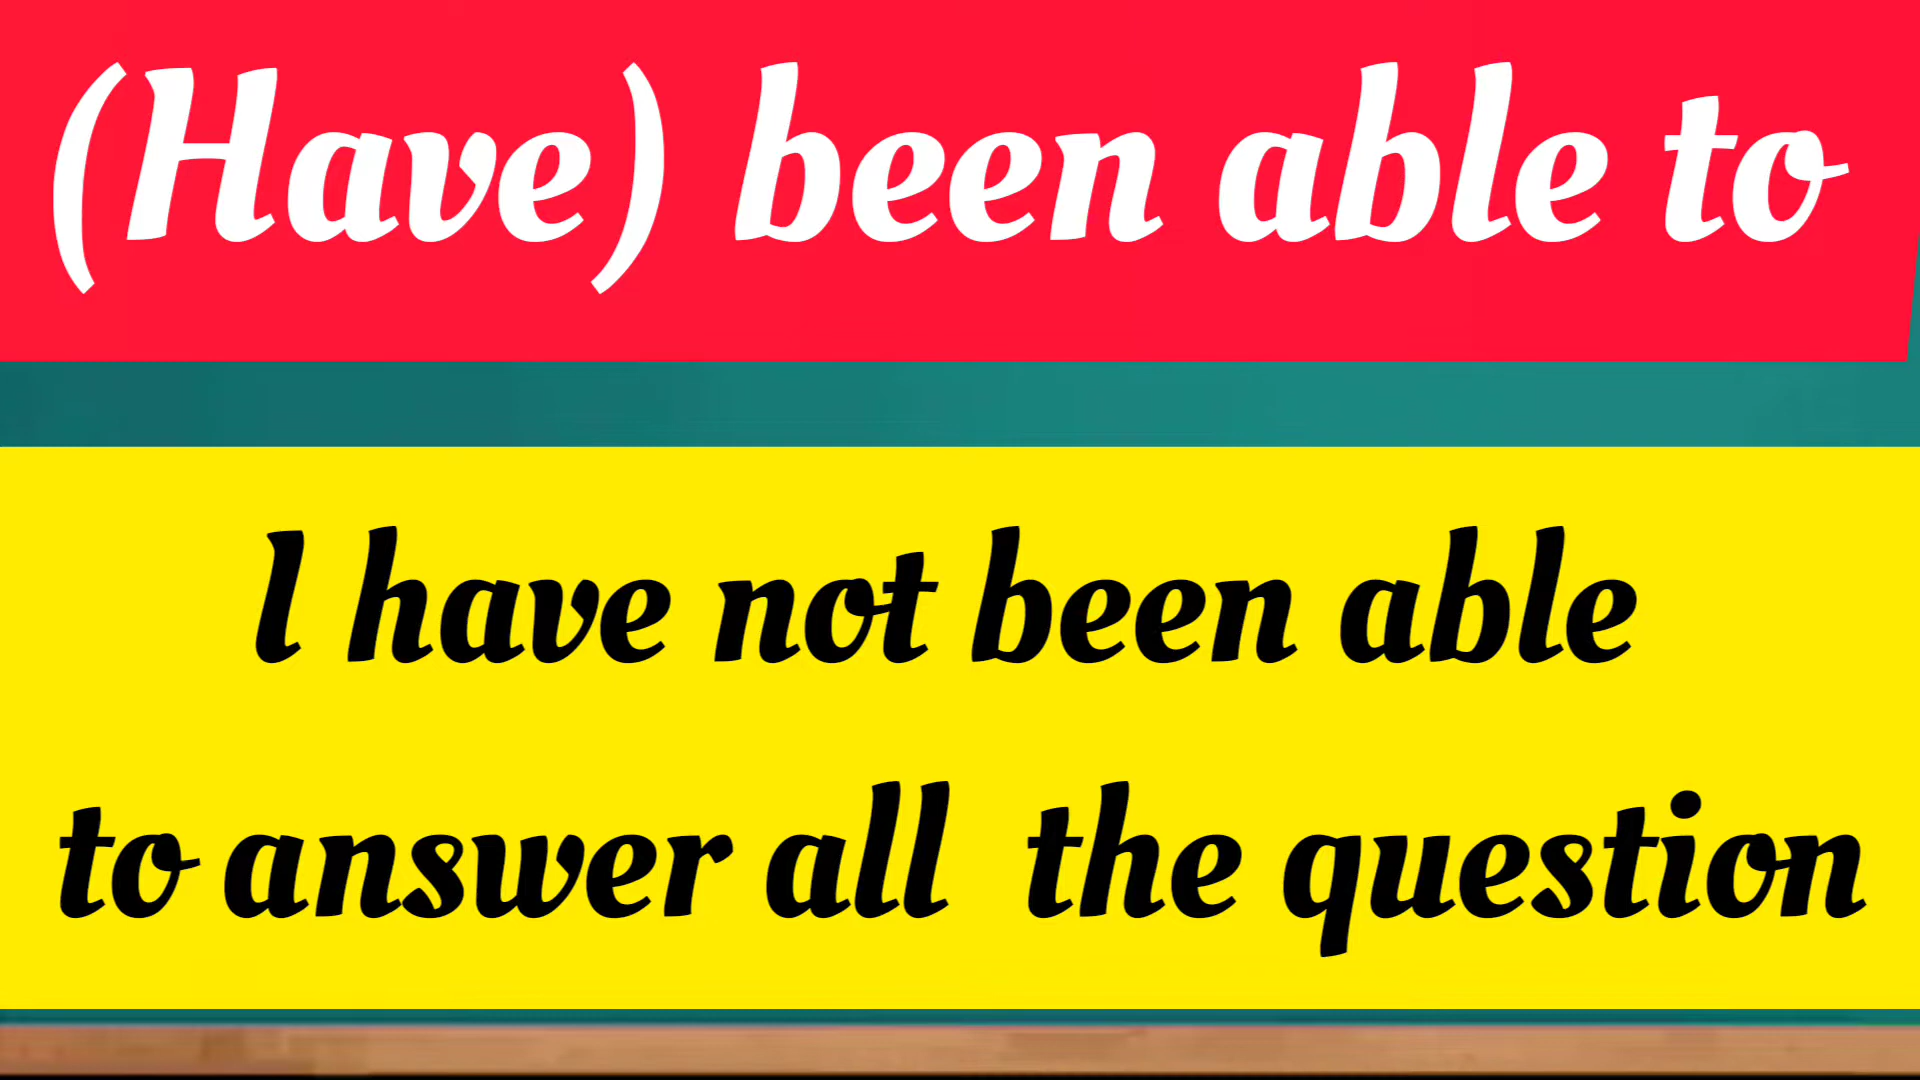 (Have) been able to
I have not been able
to answer all the question